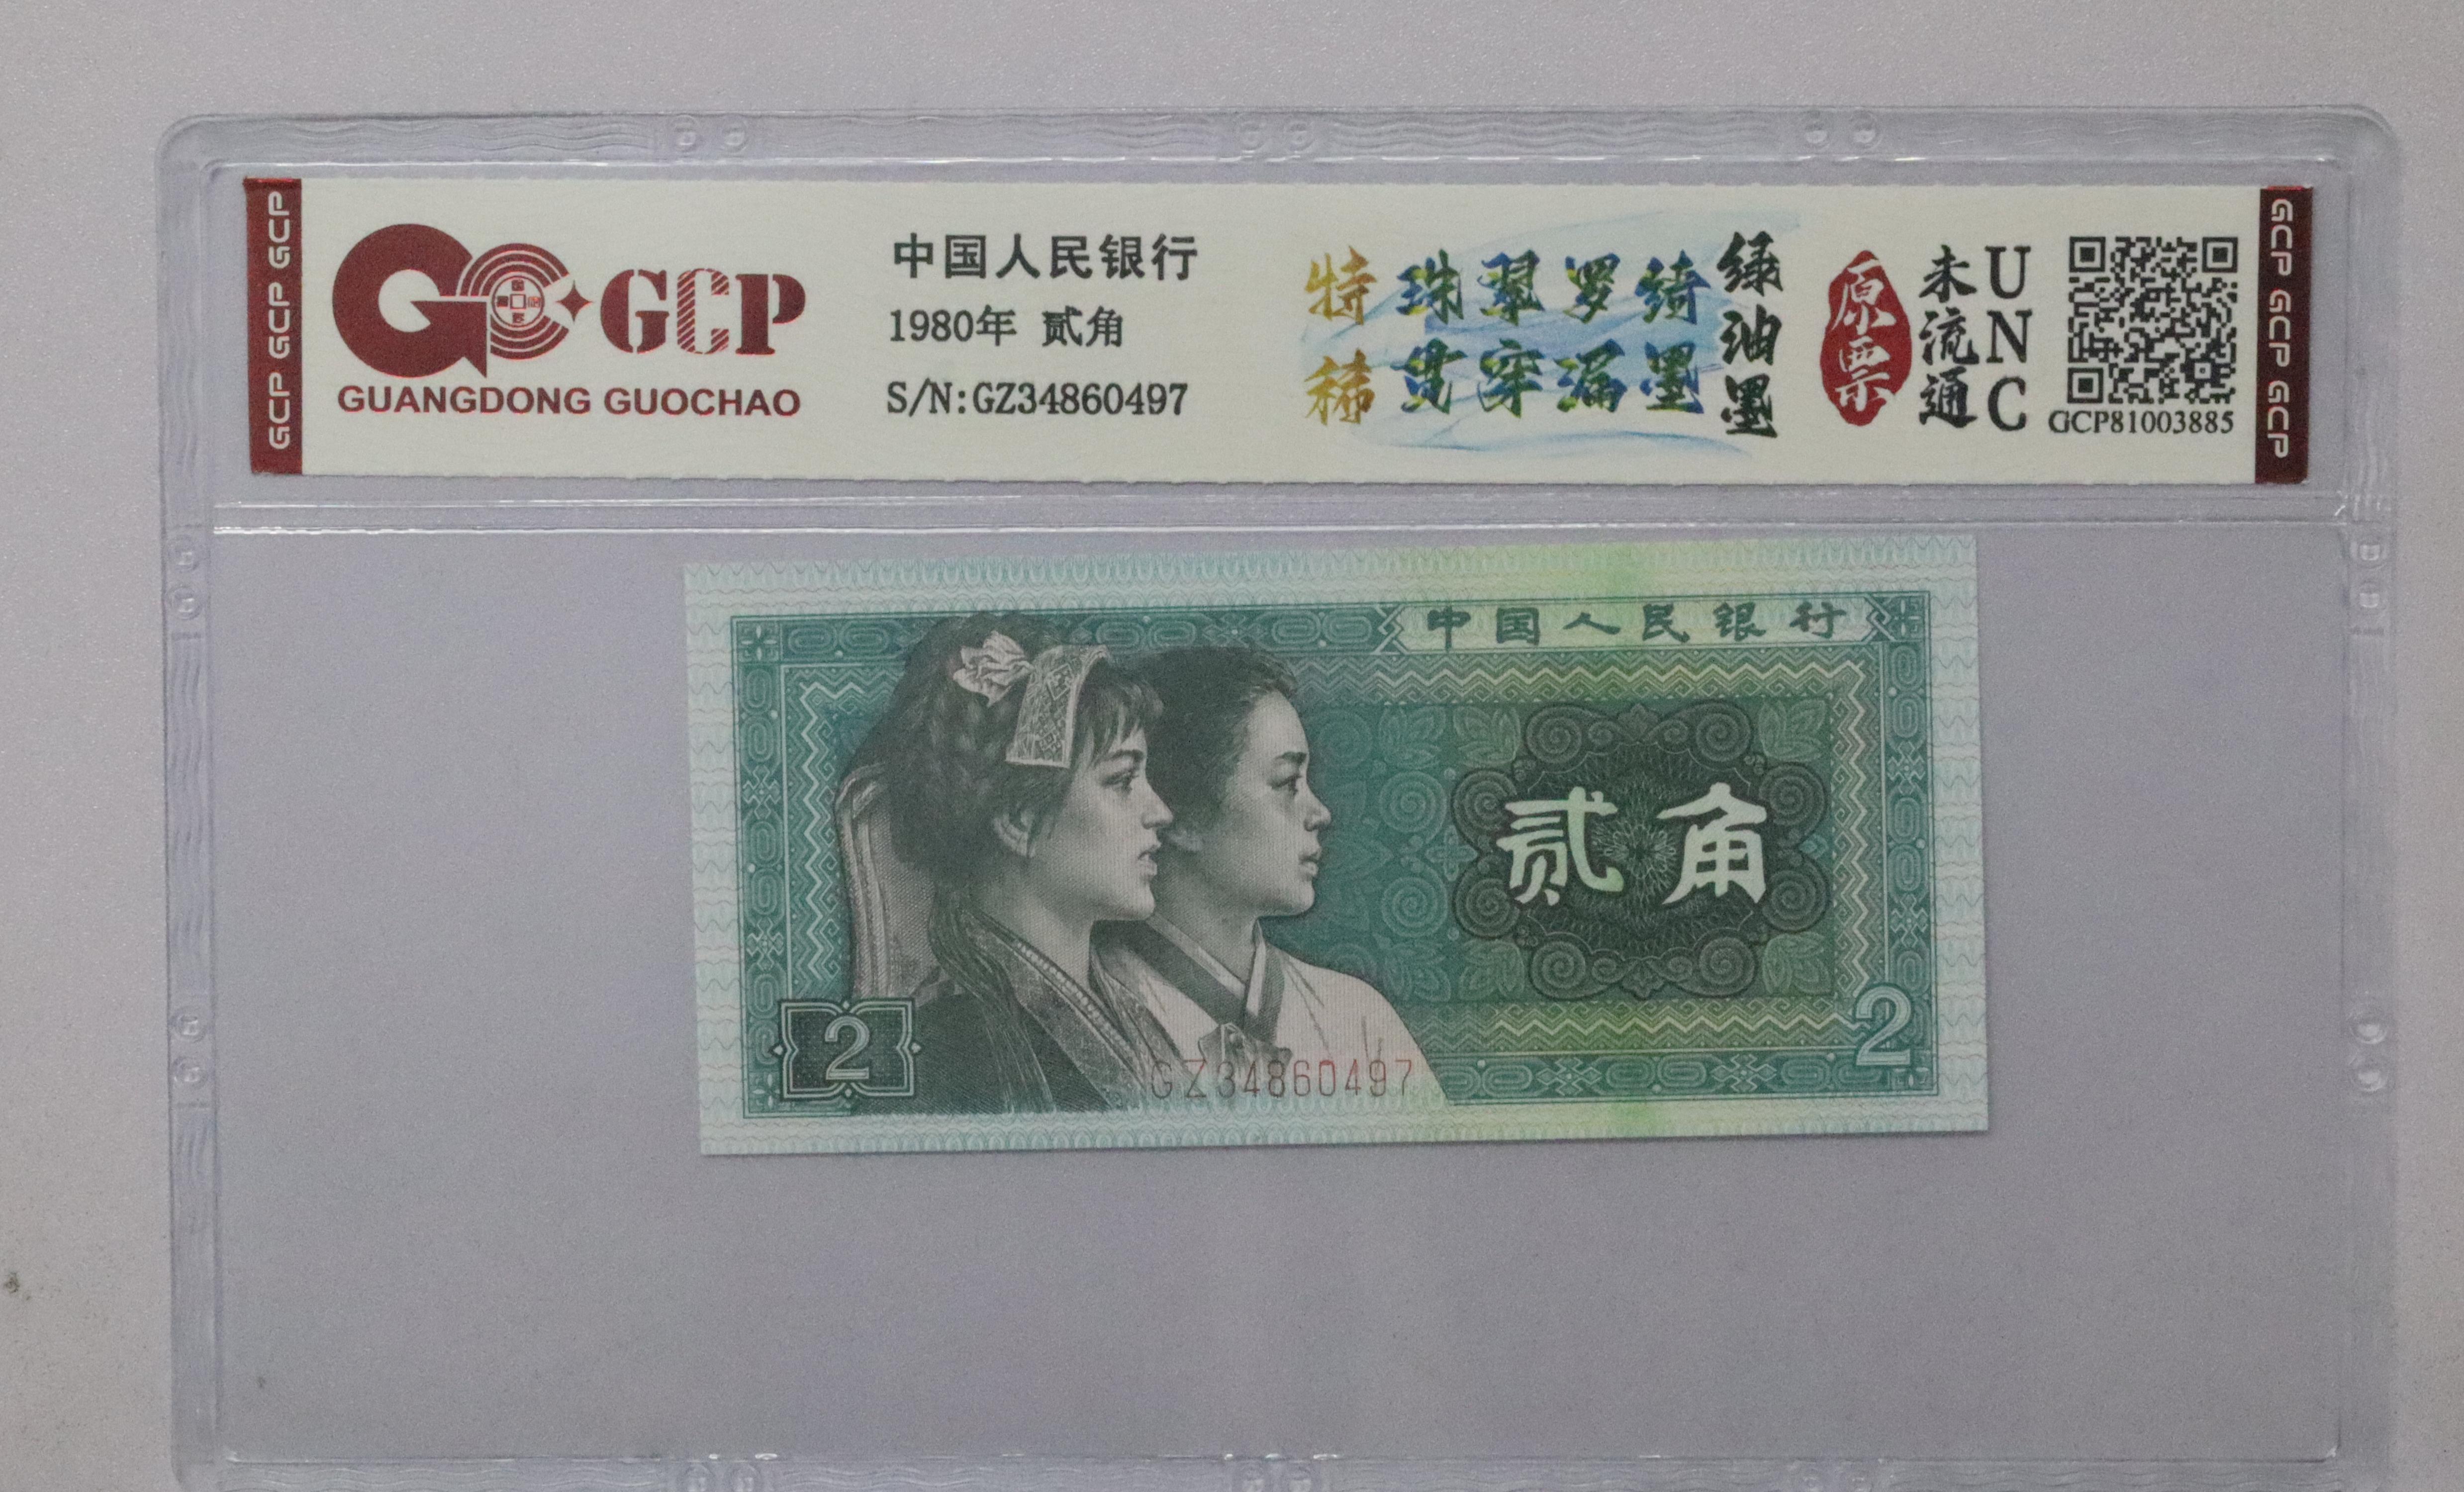 GCP GCP GCP
GCP
GUANGDONG GUOCHAO
中国人民银行
1980年 贰角
S/N:GZ34860497
特稀
珠翠罗绮
贯穿漏墨
绿油墨
原票
未流通
UNC
GCP81003885
GCP GCP GCP
中国人民银行
贰角
2
GZ34860497
2